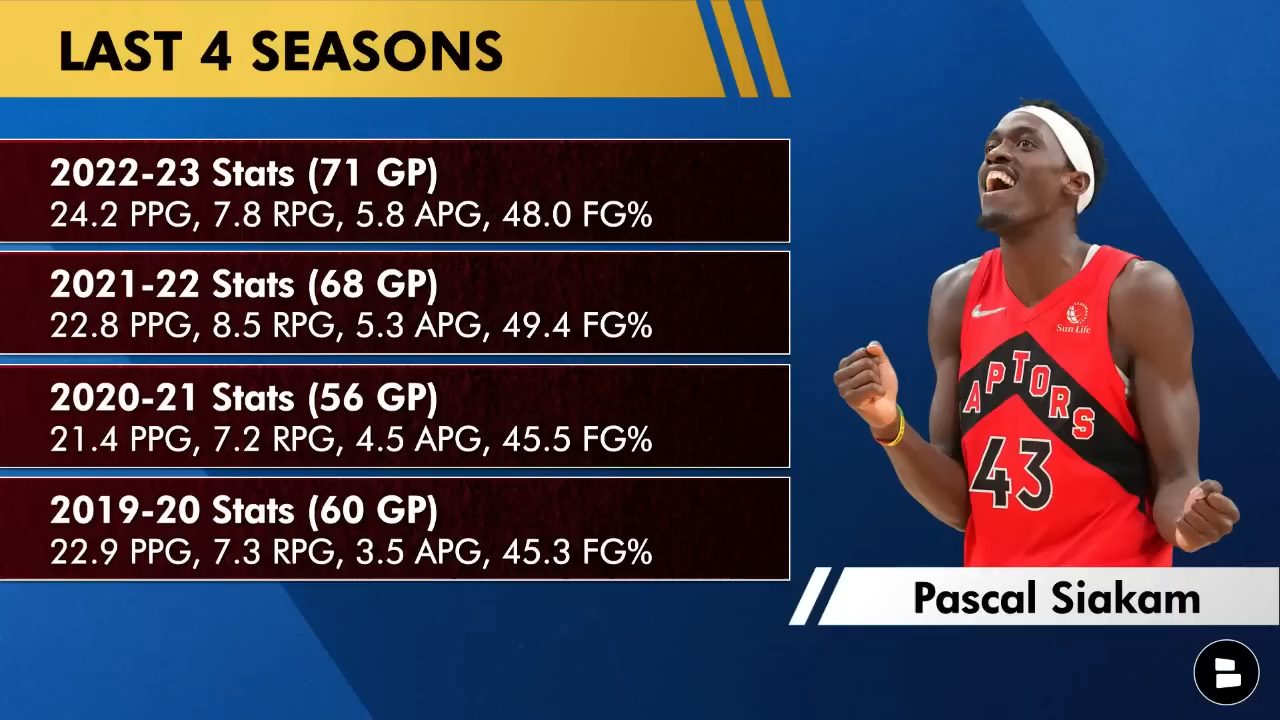 LAST 4 SEASONS
2022-23 Stats (71 GP)
24.2 PPG, 7.8 RPG, 5.8 APG, 48.0 FG%
2021-22 Stats (68 GP)
22.8 PPG, 8.5 RPG, 5.3 APG, 49.4 FG%
2020-21 Stats (56 GP)
21.4 PPG, 7.2 RPG, 4.5 APG, 45.5 FG%
2019-20 Stats (60 GP)
22.9 PPG, 7.3 RPG, 3.5 APG, 45.3 FG%
Sun Life
RAPTORS
43
Pascal Siakam